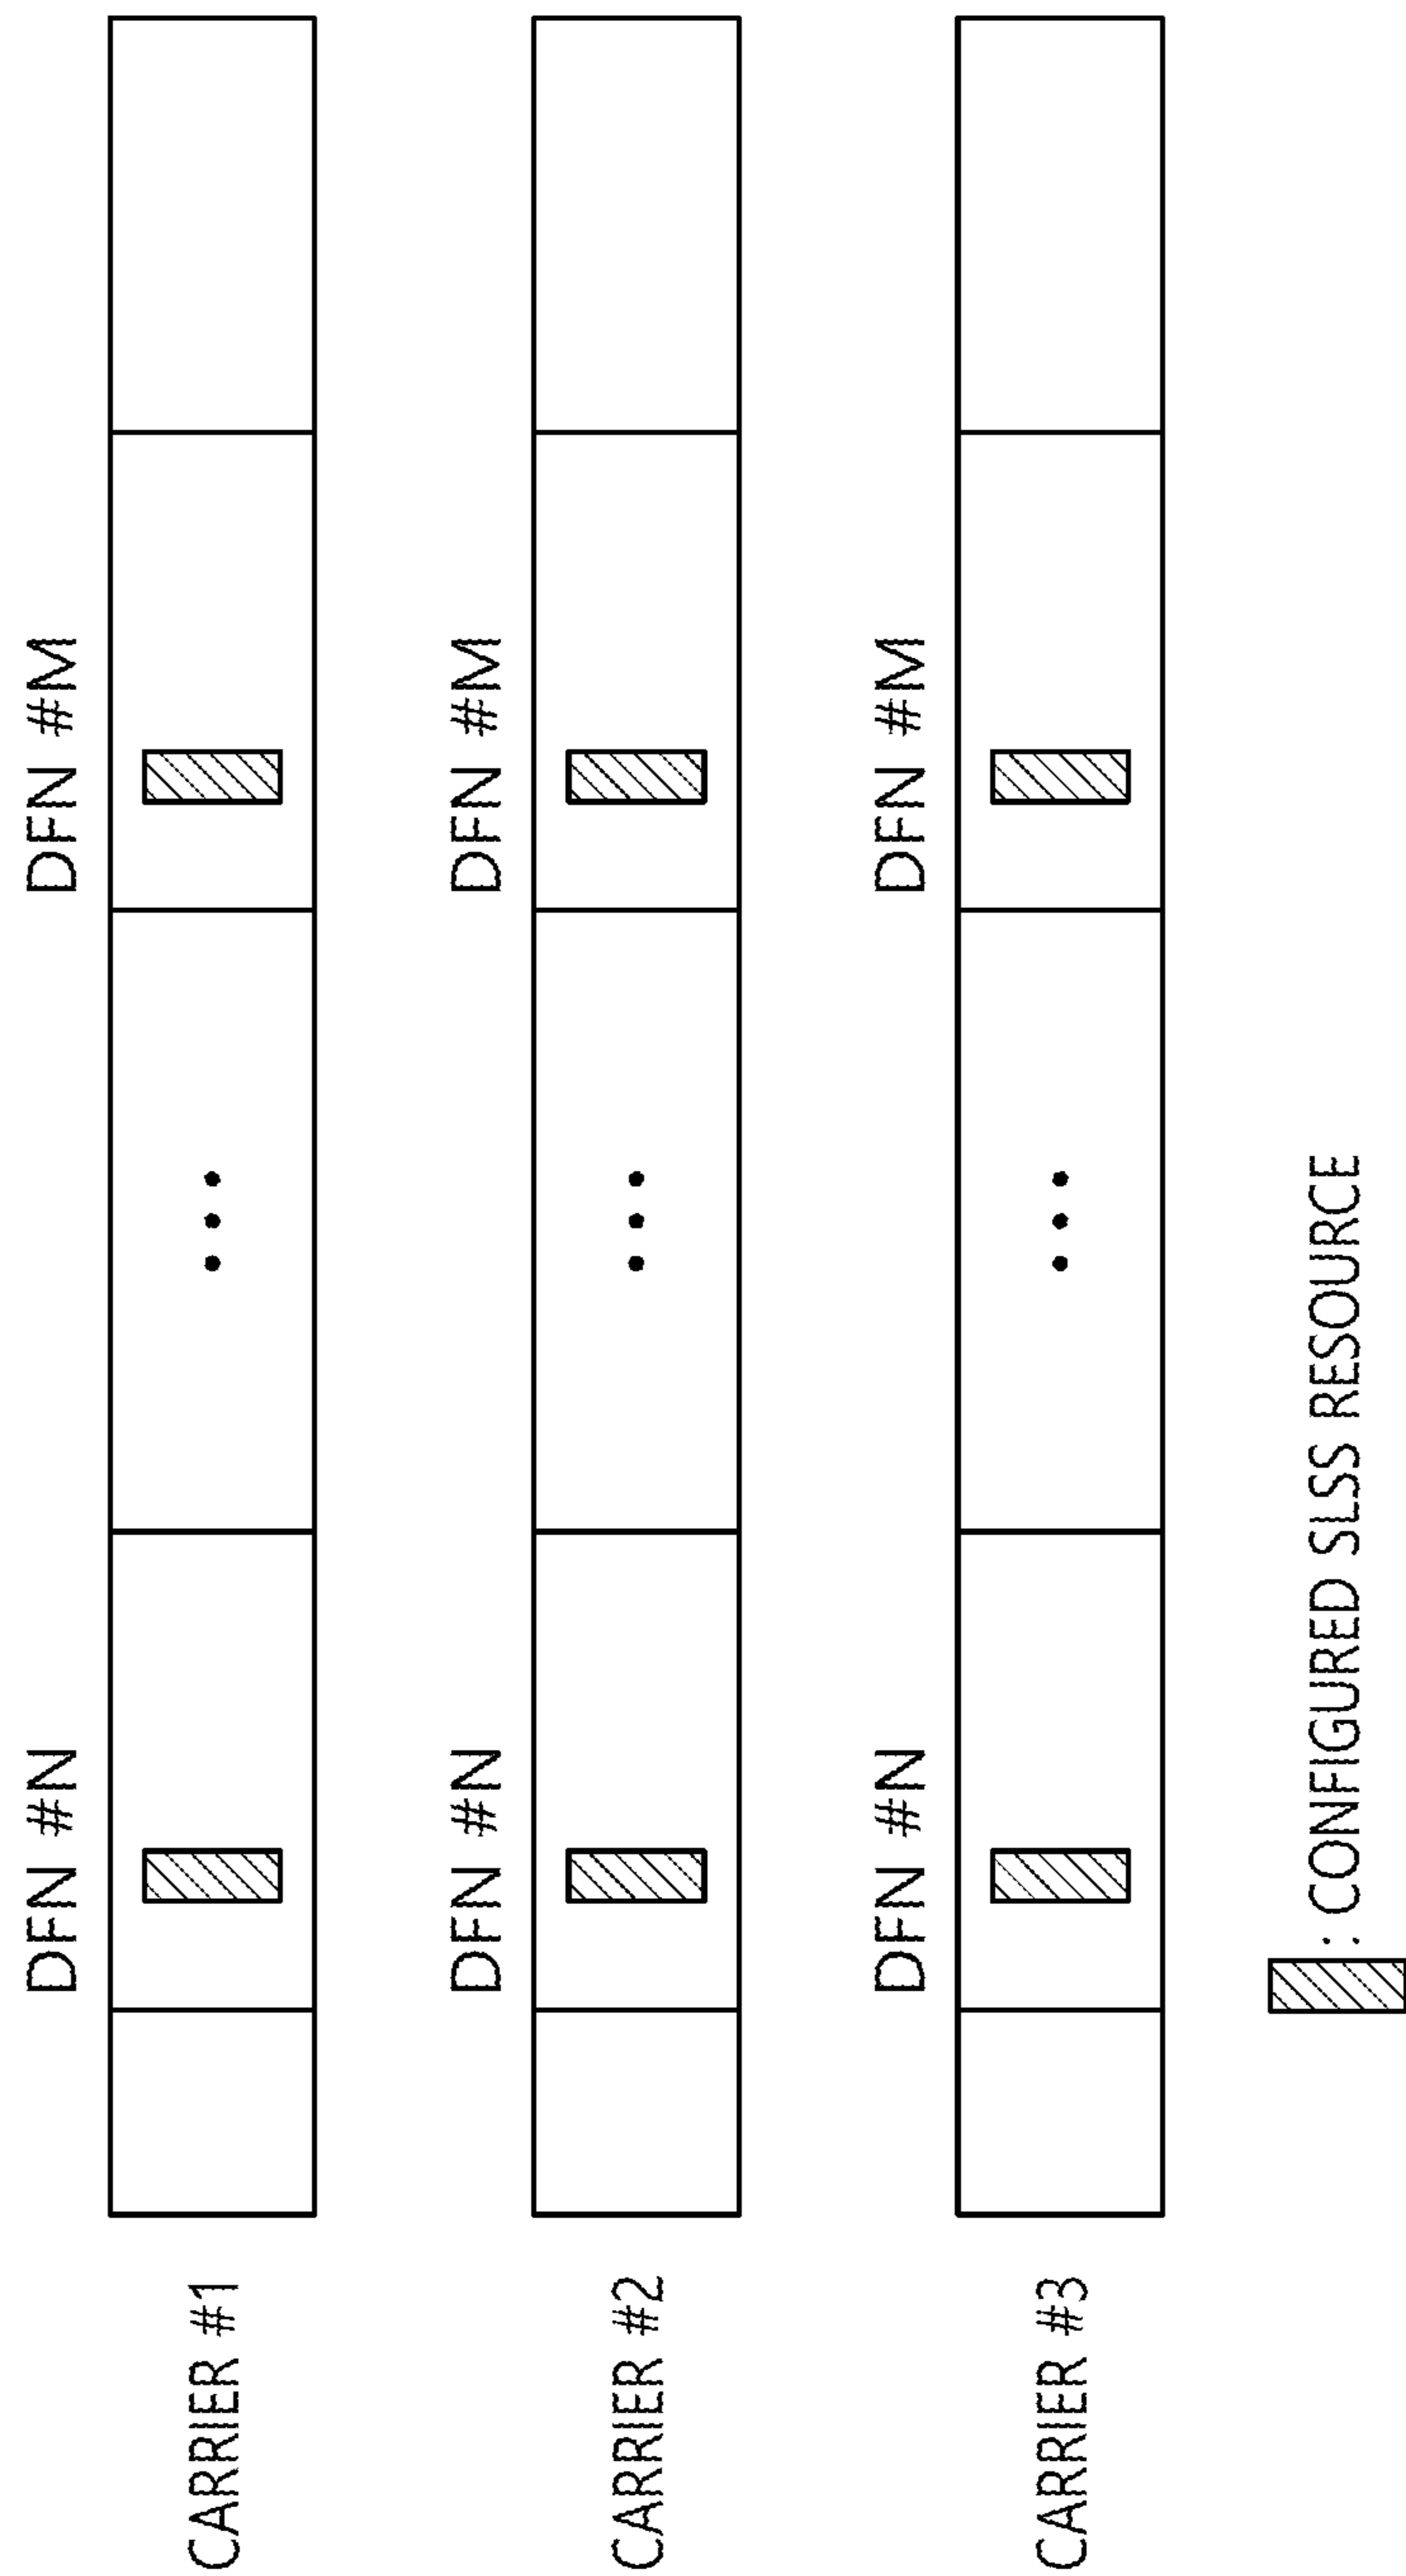 DFN #N
DFN #M
CARRIER #1
•••
DFN #N
DFN #M
CARRIER #2
•••
DFN #N
DFN #M
CARRIER #3
•••
: CONFIGURED SLSS RESOURCE